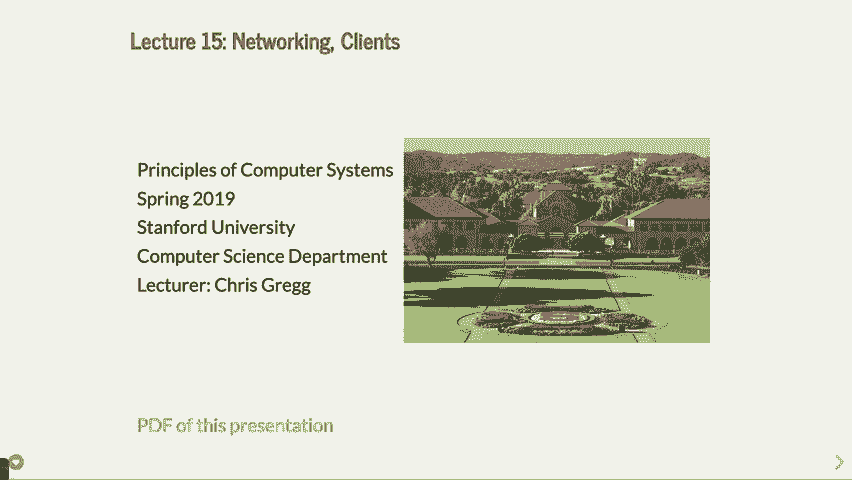 Lecture 15: Networking, Clients
Principles of Computer Systems
Spring 2019
Stanford University
Computer Science Department
Lecturer: Chris Gregg
PDF of this presentation